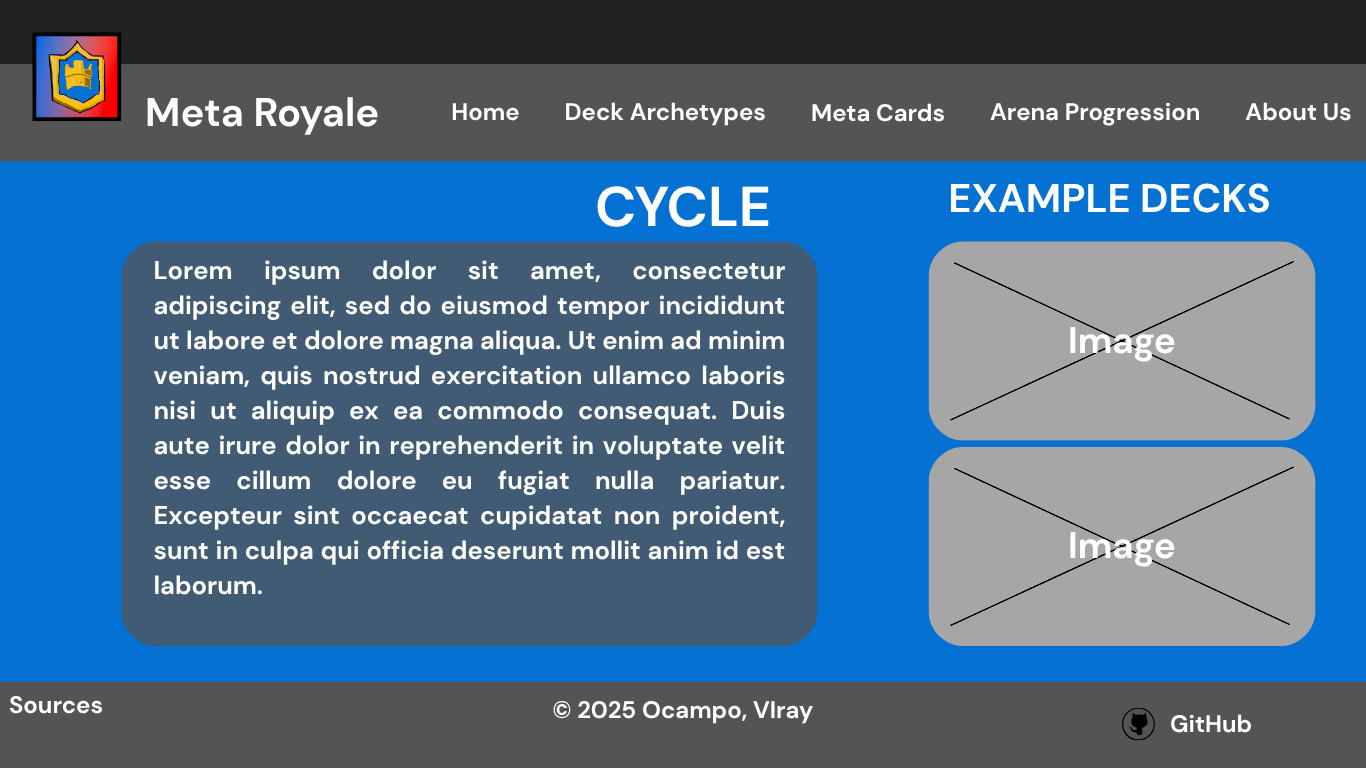 Meta Royale
Home
Deck Archetypes
Meta Cards
Arena Progression
About Us
CYCLE
Lorem ipsum dolor sit amet, consectetur
adipiscing elit, sed do eiusmod tempor incididunt
ut labore et dolore magna aliqua. Ut enim ad minim
veniam, quis nostrud exercitation ullamco laboris
nisi ut aliquip ex ea commodo consequat. Duis
aute irure dolor in reprehenderit in voluptate velit
esse cillum dolore eu fugiat nulla pariatur.
Excepteur sint occaecat cupidatat non proident,
sunt in culpa qui officia deserunt mollit anim id est
laborum.
EXAMPLE DECKS
Image
Image
Sources
© 2025 Ocampo, VIray
GitHub